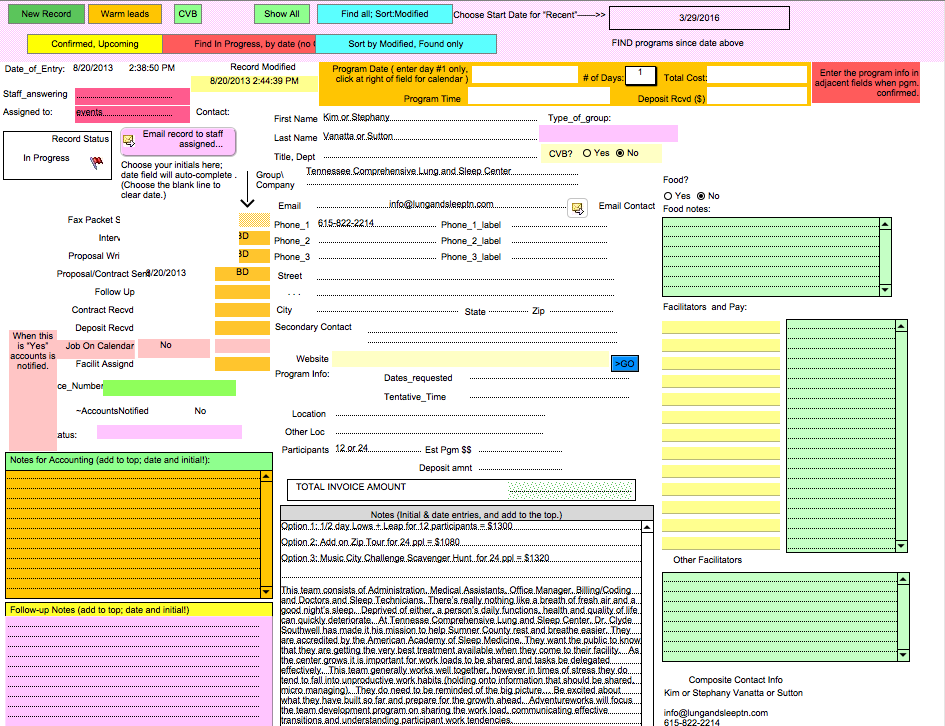 New Record
Warm leads
CVB
Show All
Find all; Sort:Modified
Choose Start Date for "Recent"------>>
3/29/2016
Confirmed, Upcoming
Find In Progress, by date (no
Sort by Modified, Found only
FIND programs since date above
Date_of_Entry: 8/20/2013 2:38:50 PM
Record Modified
8/20/2013 2:44:39 PM
Program Date ( enter day #1 only,
click at right of field for calendar )
# of Days: 1
Total Cost:
Program Time
Deposit Rcvd ($)
Enter the program info in
adjacent fields when pgm.
confirmed.
Staff_answering
Assigned to: events
Contact:
First Name Kim or Stephany
Type_of_group:
Last Name Vanatta or Sutton
Title, Dept
CVB? Yes No
Record Status
In Progress
Email record to staff
assigned...
Choose your initials here;
date field will auto-complete .
(Choose the blank line to
clear date.)
Group\
Company
Tennessee Comprehensive Lung and Sleep Center
Email info@lungandsleeptn.com
Email Contact
Phone_1 615-822-2214 Phone_1_label
Phone_2 Phone_2_label
Phone_3 Phone_3_label
Street
. . .
City State Zip
Secondary Contact
Website >GO
Program Info:
Dates_requested
Tentative_Time
Location
Other Loc
Participants 12 or 24 Est Pgm $$
Deposit amnt
TOTAL INVOICE AMOUNT
Food?
Yes No
Food notes:
Facilitators and Pay:
Other Facilitators
Fax Packet S
Interv
BD
Proposal Wri
BD
Proposal/Contract Sent 8/20/2013 BD
Follow Up
Contract Recvd
Deposit Recvd
Job On Calendar No
Facilit Assignd
When this
is "Yes"
accounts is
notified.
ce_Number
~AccountsNotified No
atus:
Notes for Accounting (add to top; date and initial!):
Follow-up Notes (add to top; date and initial!)
Notes (Initial & date entries, and add to the top.)
Option 1: 1/2 day Lows + Leap for 12 participants = $1300
Option 2: Add on Zip Tour for 24 ppl = $1080
Option 3: Music City Challenge Scavenger Hunt for 24 ppl = $1320
This team consists of Administration, Medical Assistants, Office Manager, Billing/Coding
and Doctors and Sleep Technicians. There's really nothing like a breath of fresh air and a
good night's sleep. Deprived of either, a person's daily functions, health and quality of life
can quickly deteriorate. At Tennesse Comprehensive Lung and Sleep Center, Dr. Clyde
Southwell has made it his mission to help Sumner County rest and breathe easier. They
are accredited by the American Academy of Sleep Medicine. They want the public to know
that they are getting the very best treatment available when they come to their facility. As
the center grows it is important for work loads to be shared and tasks be delegated
effectively. This team generally works well together, however in times of stress they do
tend to fall into unproductive work habits (holding onto information that should be shared,
micro managing). They do need to be reminded of the big picture... Be excited about
what they have built so far and prepare for the growth ahead. Adventureworks will focus
the team development program on sharing the work load, communicating effective
transitions and understanding participant work tendencies.
Composite Contact Info
Kim or Stephany Vanatta or Sutton
info@lungandsleeptn.com
615-822-2214